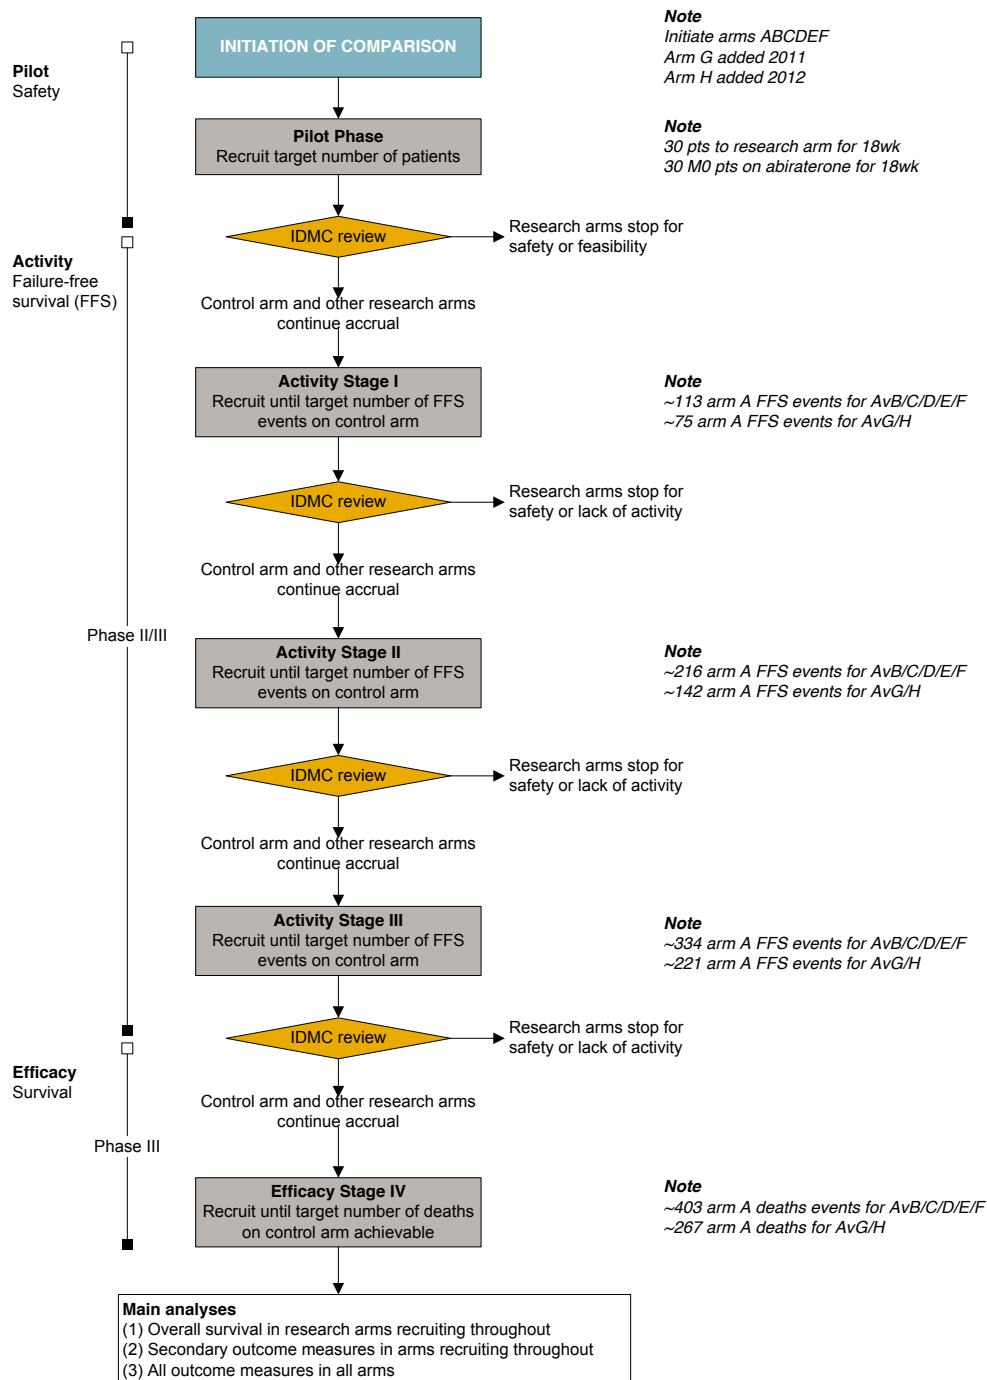 INITIATION OF COMPARISON
Note
Initiate arms ABCDEF
Arm G added 2011
Arm H added 2012
Pilot
Safety
Pilot Phase
Recruit target number of patients
Note
30 pts to research arm for 18wk
30 M0 pts on abiraterone for 18wk
IDMC review
Research arms stop for
safety or feasibility
Activity
Failure-free
survival (FFS)
Control arm and other research arms
continue accrual
Activity Stage I
Recruit until target number of FFS
events on control arm
Note
~113 arm A FFS events for AvB/C/D/E/F
~75 arm A FFS events for AvG/H
IDMC review
Research arms stop for
safety or lack of activity
Control arm and other research arms
continue accrual
Phase II/III
Activity Stage II
Recruit until target number of FFS
events on control arm
Note
~216 arm A FFS events for AvB/C/D/E/F
~142 arm A FFS events for AvG/H
IDMC review
Research arms stop for
safety or lack of activity
Control arm and other research arms
continue accrual
Activity Stage III
Recruit until target number of FFS
events on control arm
Note
~334 arm A FFS events for AvB/C/D/E/F
~221 arm A FFS events for AvG/H
IDMC review
Research arms stop for
safety or lack of activity
Efficacy
Survival
Control arm and other research arms
continue accrual
Phase III
Efficacy Stage IV
Recruit until target number of deaths
on control arm achievable
Note
~403 arm A deaths events for AvB/C/D/E/F
~267 arm A deaths for AvG/H
Main analyses
(1) Overall survival in research arms recruiting throughout
(2) Secondary outcome measures in arms recruiting throughout
(3) All outcome measures in all arms